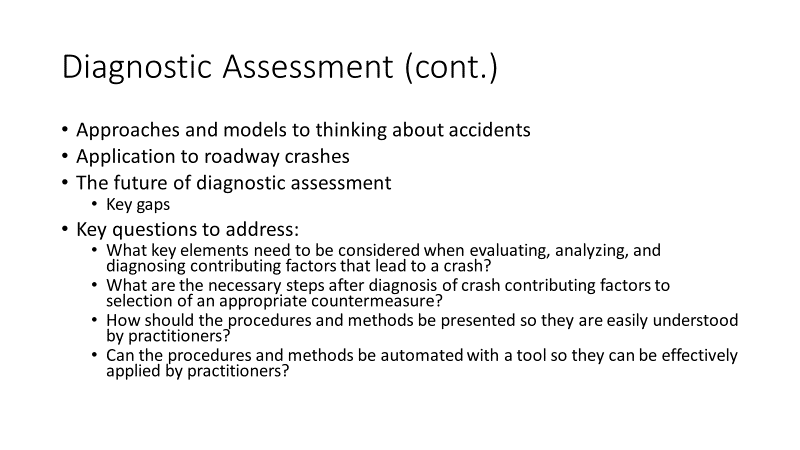 Diagnostic Assessment (cont.)
• Approaches and models to thinking about accidents
• Application to roadway crashes
• The future of diagnostic assessment
• Key gaps
• Key questions to address:
• What key elements need to be considered when evaluating, analyzing, and
diagnosing contributing factors that lead to a crash?
• What are the necessary steps after diagnosis of crash contributing factors to
selection of an appropriate countermeasure?
• How should the procedures and methods be presented so they are easily understood
by practitioners?
• Can the procedures and methods be automated with a tool so they can be effectively
applied by practitioners?